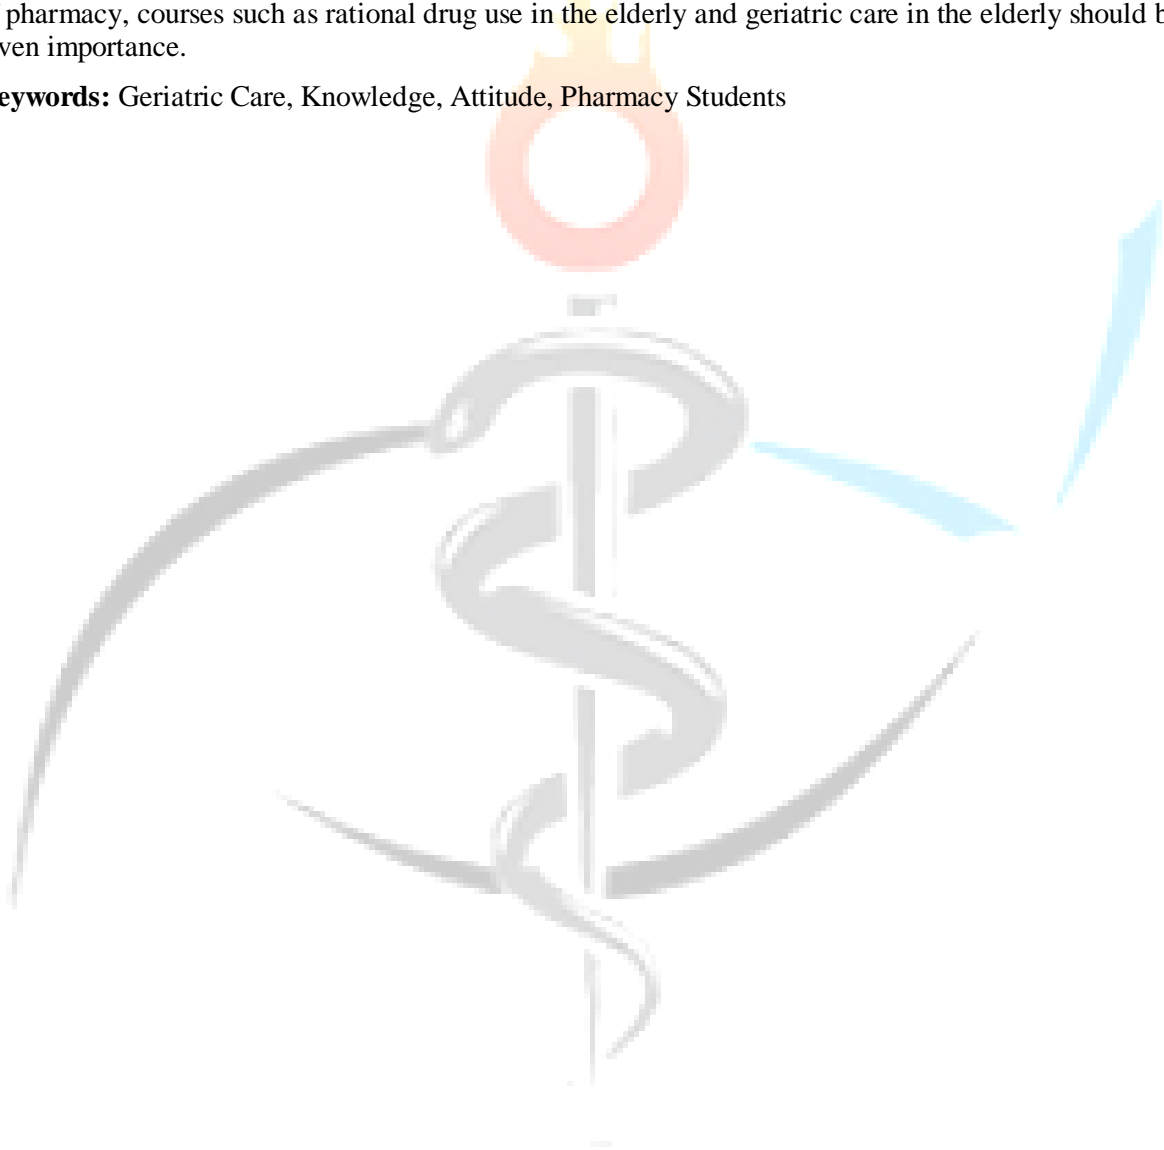 pharmacy, courses such as rational drug use in the elderly and geriatric care in the elderly should b
ven importance.
eywords: Geriatric Care, Knowledge, Attitude, Pharmacy Students